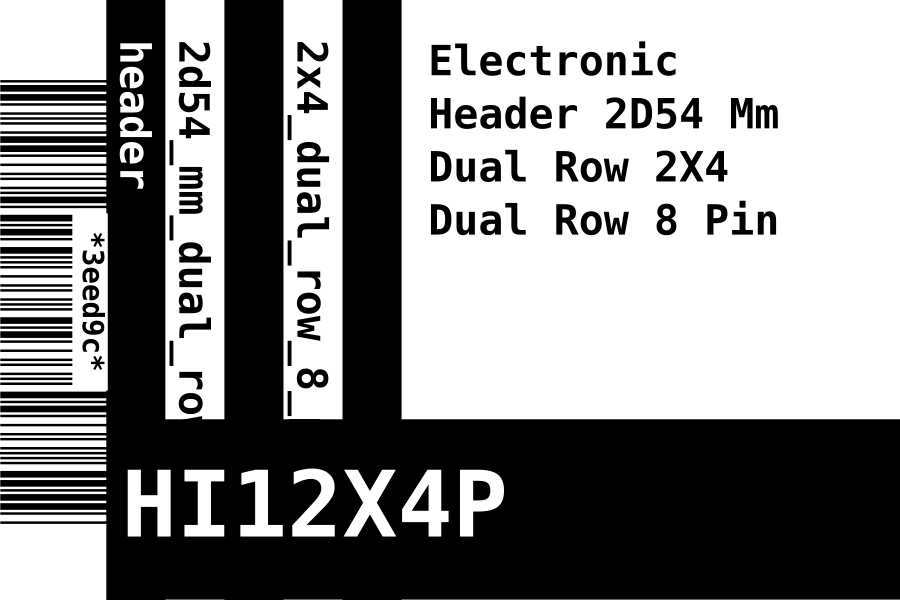 *3eed9c*
header
2d54_mm_dual_ro
2x4_dual_row_8_
Electronic
Header 2D54 Mm
Dual Row 2X4
Dual Row 8 Pin
HI12X4P